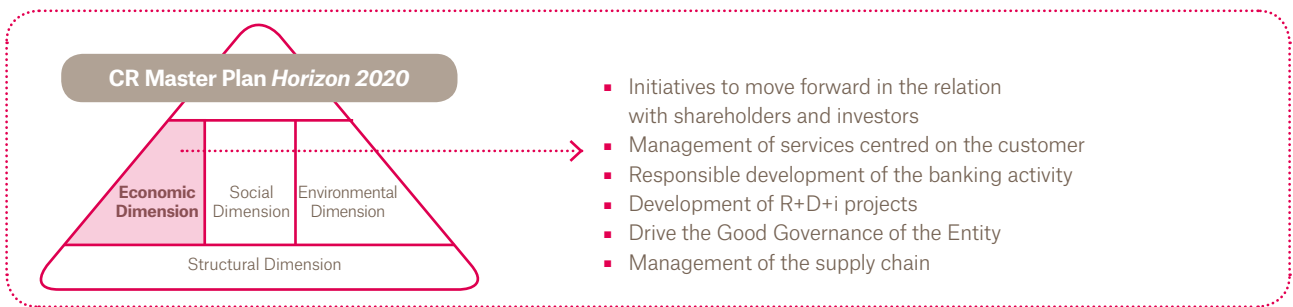 CR Master Plan Horizon 2020
Economic
Dimension
Social
Dimension
Environmental
Dimension
Structural Dimension
▪ Initiatives to move forward in the relation
with shareholders and investors
▪ Management of services centred on the customer
▪ Responsible development of the banking activity
▪ Development of R+D+i projects
▪ Drive the Good Governance of the Entity
▪ Management of the supply chain